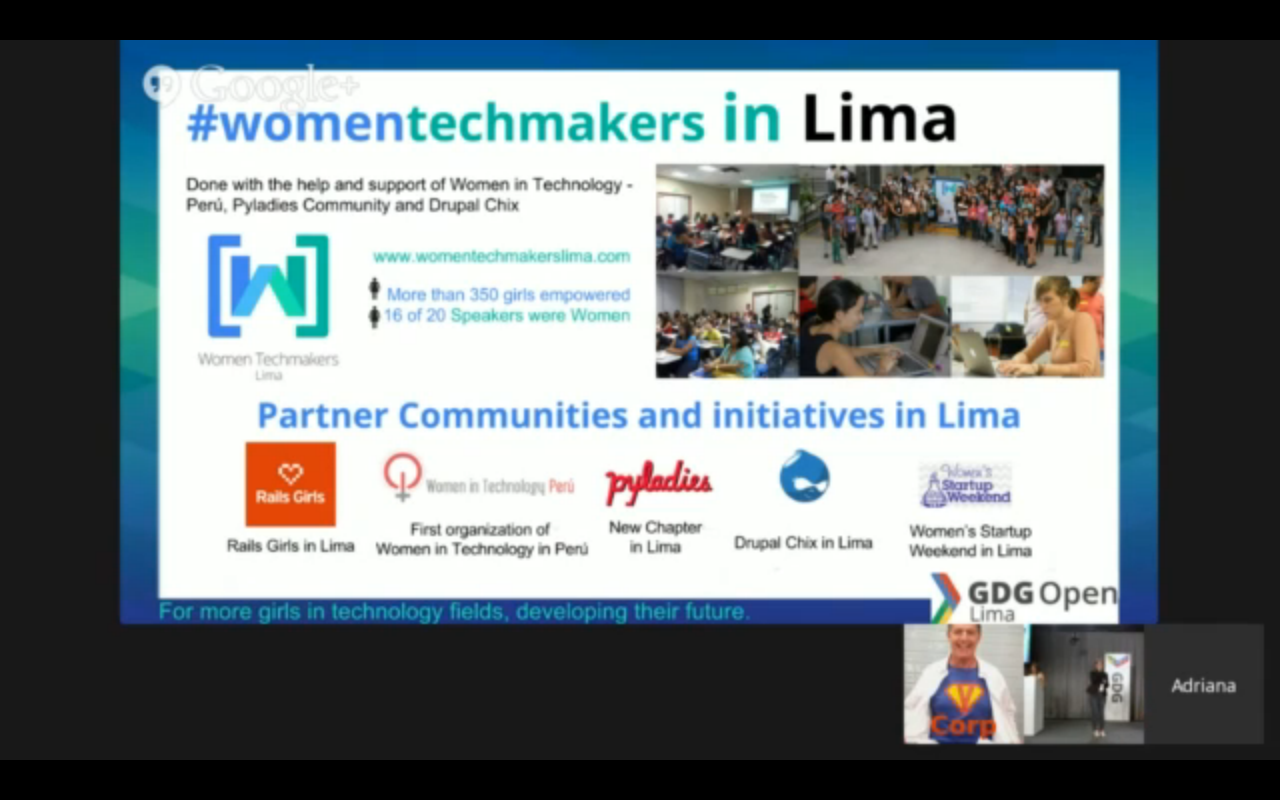 Google+
#womentechmakers in Lima
Done with the help and support of Women in Technology -
Perú, Pyladies Community and Drupal Chix
www.womentechmakerslima.com
More than 350 girls empowered
16 of 20 Speakers were Women
Women Techmakers
Lima
Partner Communities and initiatives in Lima
Rails Girls
Women in Technology Perú
pyladies
Startup
Weekend
Rails Girls in Lima
First organization of
Women in Technology in Perú
New Chapter
in Lima
Drupal Chix in Lima
Women's Startup
Weekend in Lima
For more girls in technology fields, developing their future.
GDG Open
Lima
Corp
GDG
Adriana